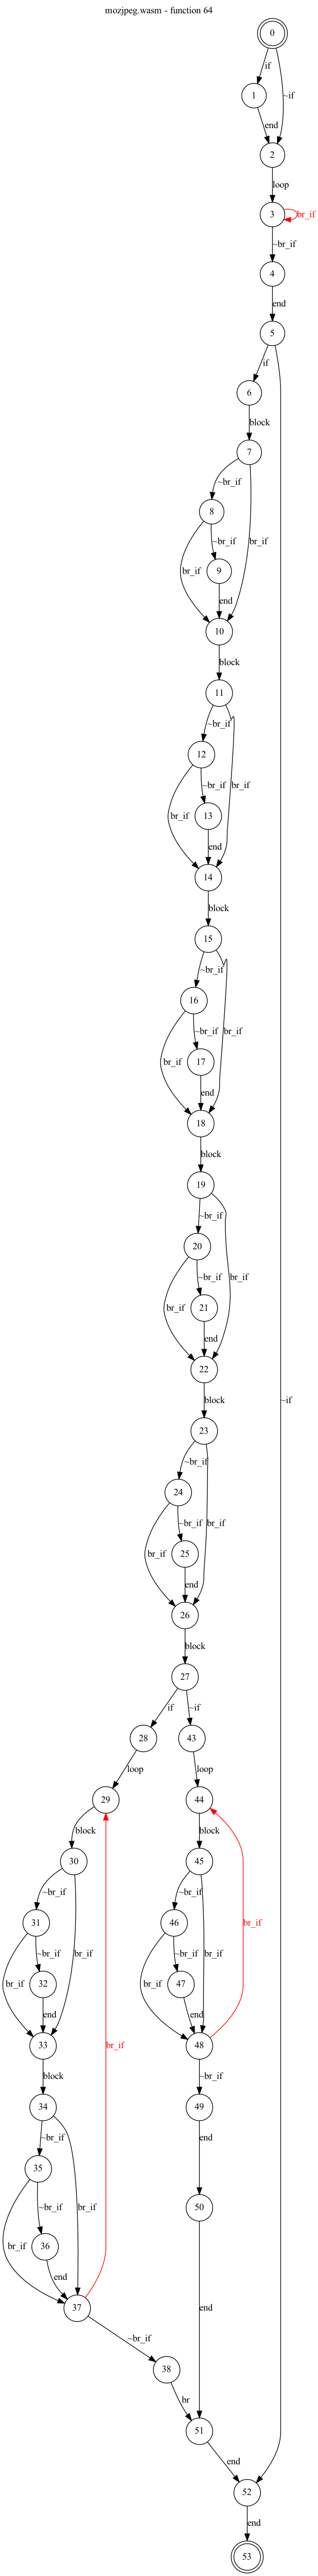 mozjpeg.wasm - function 64
0
if
~if
1
end
2
loop
3
br_if
~br_if
4
end
5
if
6
block
7
~br_if
8
br_if
~br_if
br_if
9
end
10
block
11
~br_if
12
br_if
~br_if
br_if
13
end
14
block
15
~br_if
16
br_if
~br_if
br_if
17
end
18
block
19
~br_if
20
br_if
~br_if
br_if
21
end
22
~if
block
23
~br_if
24
~br_if
br_if
br_if
25
end
26
block
27
if
~if
28
43
loop
loop
29
44
block
block
30
45
~br_if
~br_if
31
46
br_if
br_if
~br_if
br_if
~br_if
br_if
br_if
32
47
end
end
33
48
br_if
block
~br_if
34
49
~br_if
end
35
50
br_if
~br_if
br_if
36
end
37
end
~br_if
38
br
51
end
52
end
53